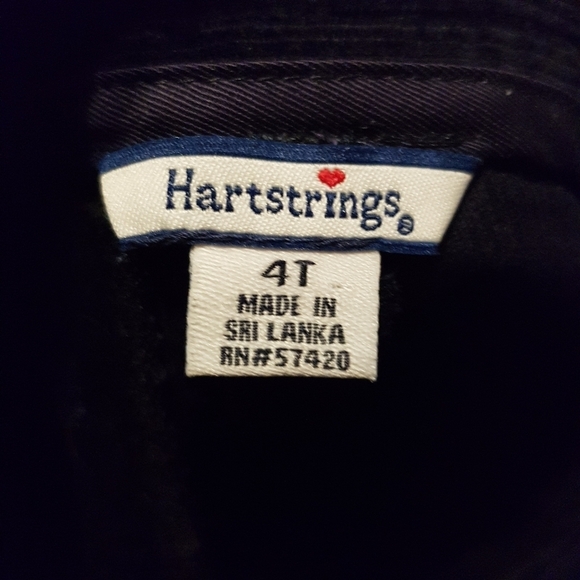 Hartstrings®
4T
MADE IN
SRI LANKA
RN#57420